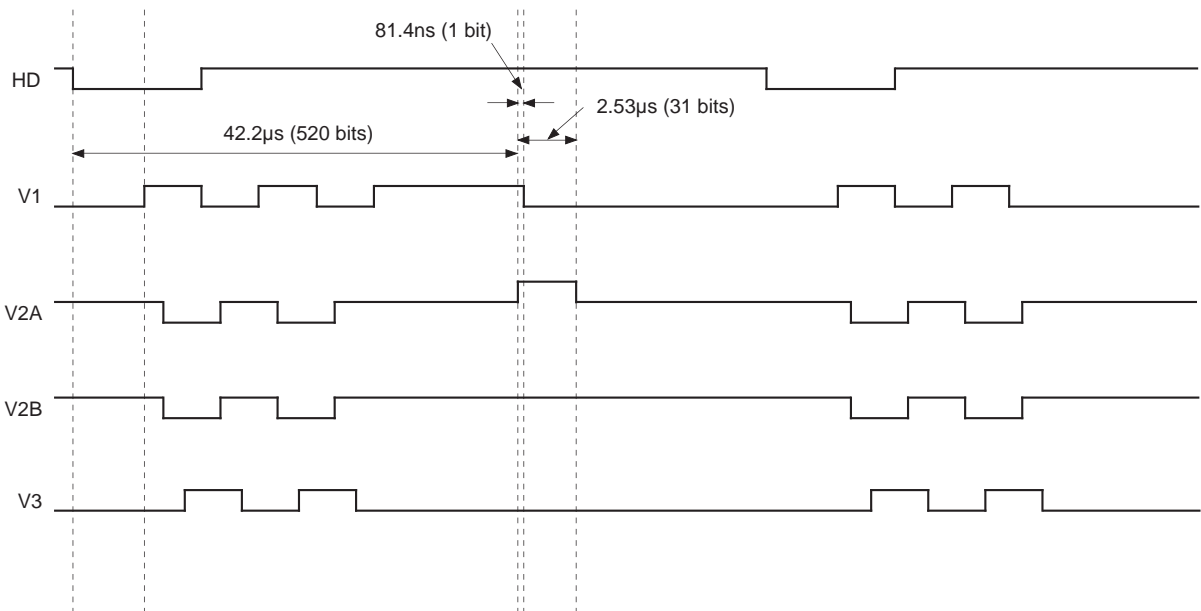 81.4ns (1 bit)
HD
2.53µs (31 bits)
42.2µs (520 bits)
V1
V2A
V2B
V3